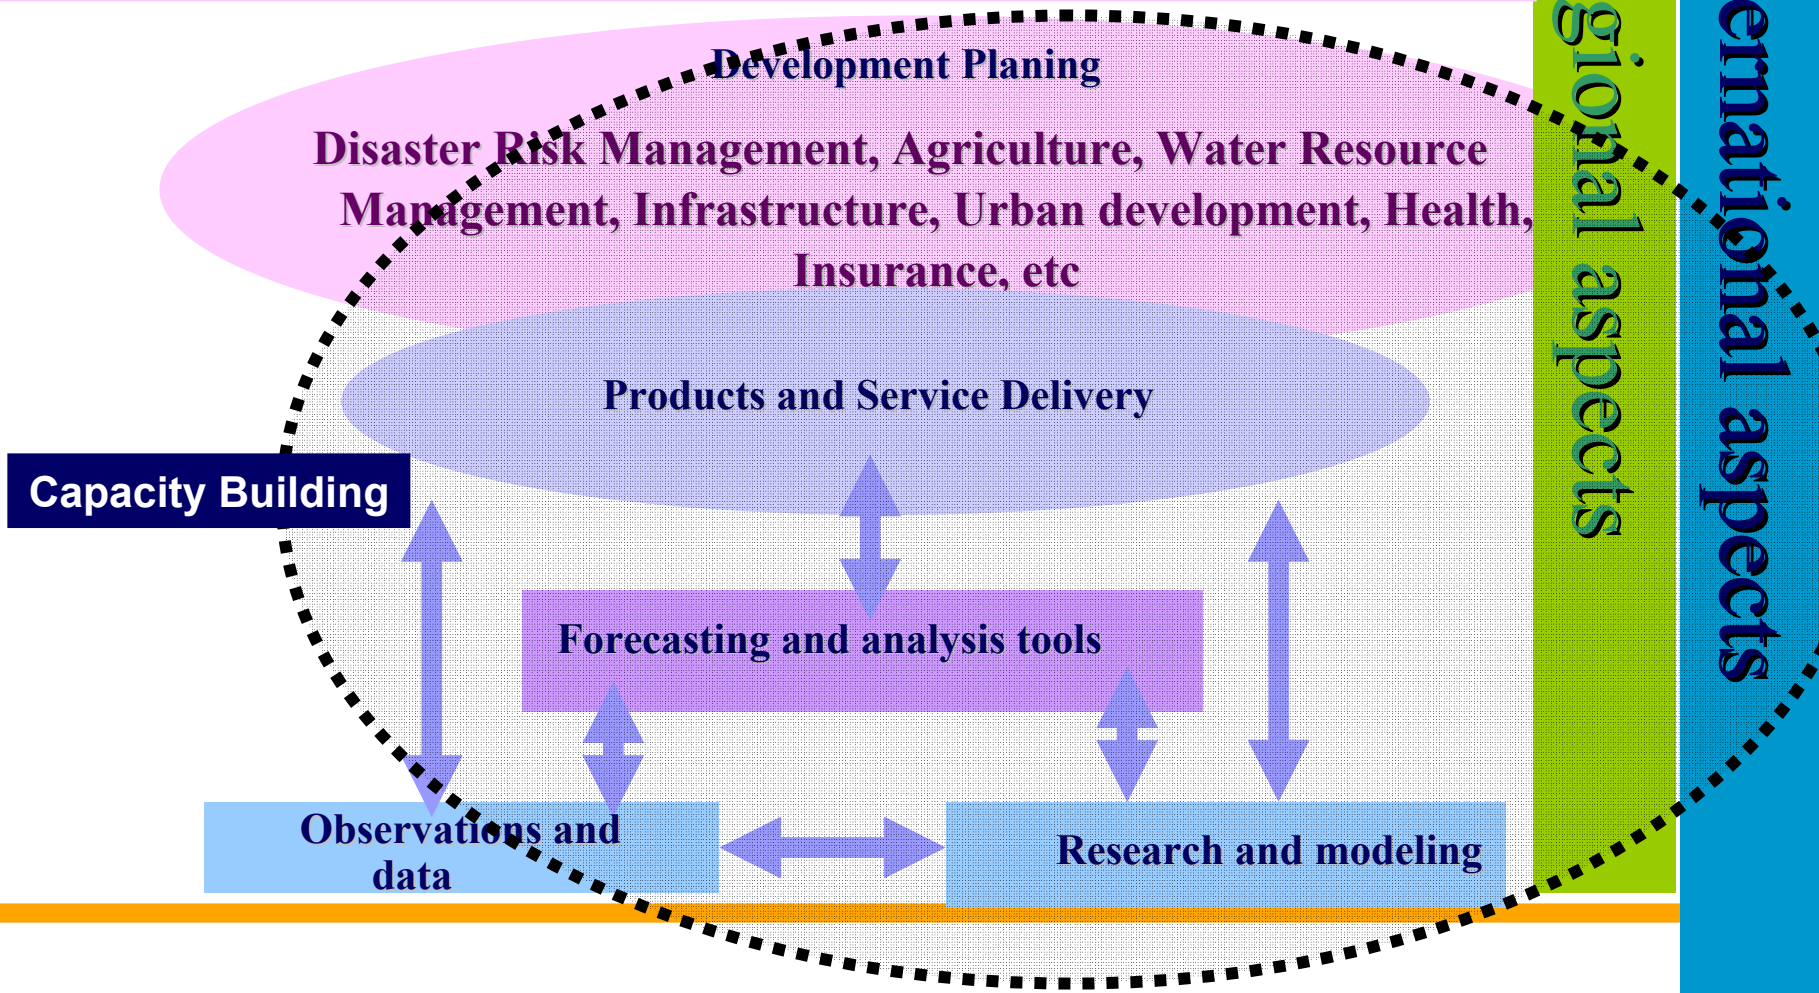 Development Planing
Disaster Risk Management, Agriculture, Water Resource
Management, Infrastructure, Urban development, Health,
Insurance, etc
Products and Service Delivery
Capacity Building
Forecasting and analysis tools
Observations and
data
Research and modeling
gional aspects
ernational aspects